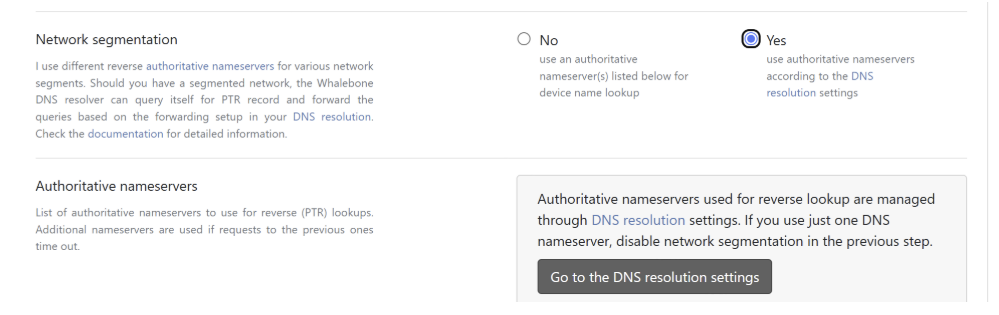 Network segmentation
I use different reverse authoritative nameservers for various network
segments. Should you have a segmented network, the Whalebone
DNS resolver can query itself for PTR record and forward the
queries based on the forwarding setup in your DNS resolution.
Check the documentation for detailed information.
No
use an authoritative
nameserver(s) listed below for
device name lookup
Yes
use authoritative nameservers
according to the DNS
resolution settings
Authoritative nameservers
List of authoritative nameservers to use for reverse (PTR) lookups.
Additional nameservers are used if requests to the previous ones
time out.
Authoritative nameservers used for reverse lookup are managed
through DNS resolution settings. If you use just one DNS
nameserver, disable network segmentation in the previous step.
Go to the DNS resolution settings